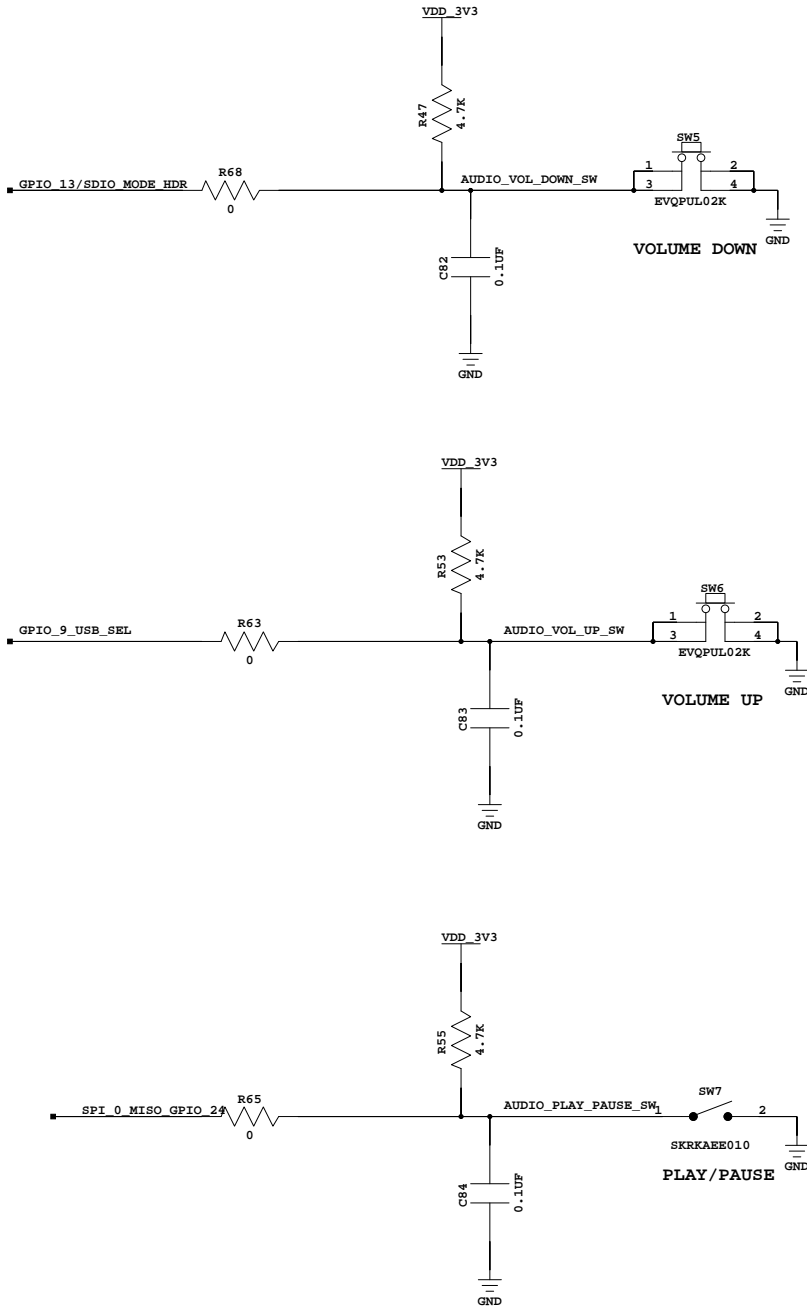 VDD_3V3
R47
4.7K
SW5
1 2
3 4
GPIO_13/SDIO_MODE_HDR
R68
0
AUDIO_VOL_DOWN_SW
EVQPUL02K
GND
VOLUME DOWN
C82
0.1UF
GND
VDD_3V3
R53
4.7K
SW6
1 2
3 4
GPIO_9_USB_SEL
R63
0
AUDIO_VOL_UP_SW
EVQPUL02K
GND
VOLUME UP
C83
0.1UF
GND
VDD_3V3
R55
4.7K
SW7
SPI_0_MISO_GPIO_24
R65
0
AUDIO_PLAY_PAUSE_SW
1 2
SKRKAEE010
GND
PLAY/PAUSE
C84
0.1UF
GND